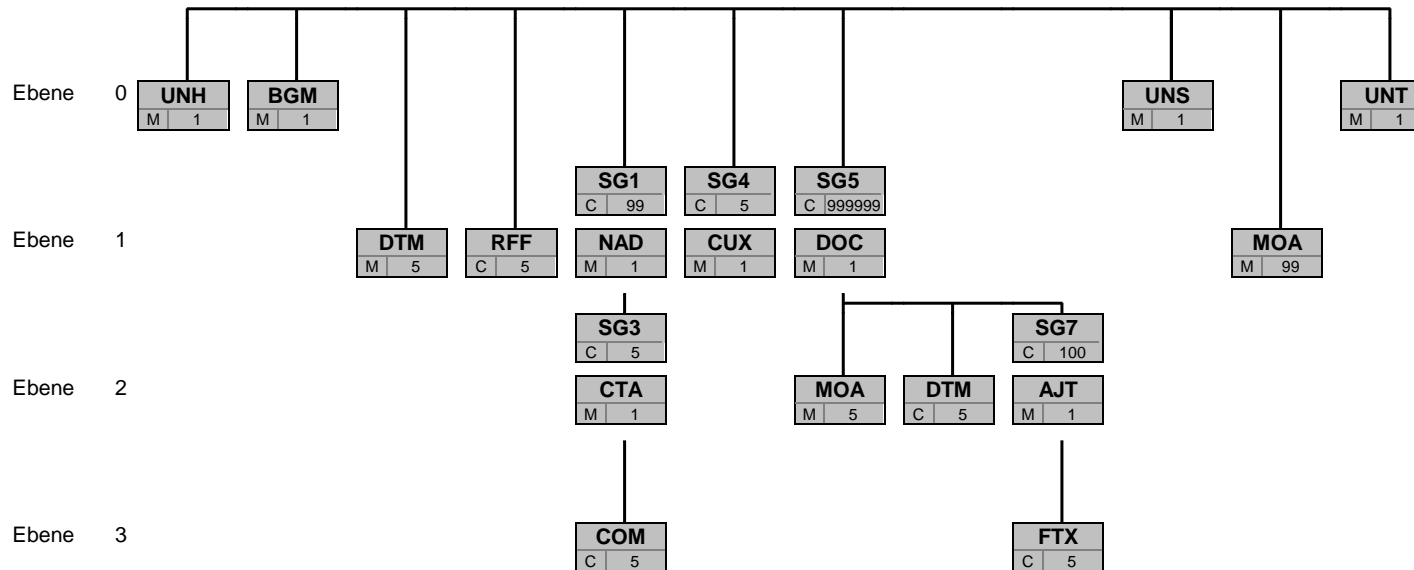 Ebene 0 UNH BGM UNS UNT
M 1 M 1 M 1 M 1
SG1 SG4 SG5
C 99 C 5 C 999999
Ebene 1 DTM RFF NAD CUX DOC MOA
M 5 C 5 M 1 M 1 M 1 M 99
SG3 SG7
C 5 C 100
Ebene 2 CTA MOA DTM AJT
M 1 M 5 C 5 M 1
Ebene 3 COM FTX
C 5 C 5